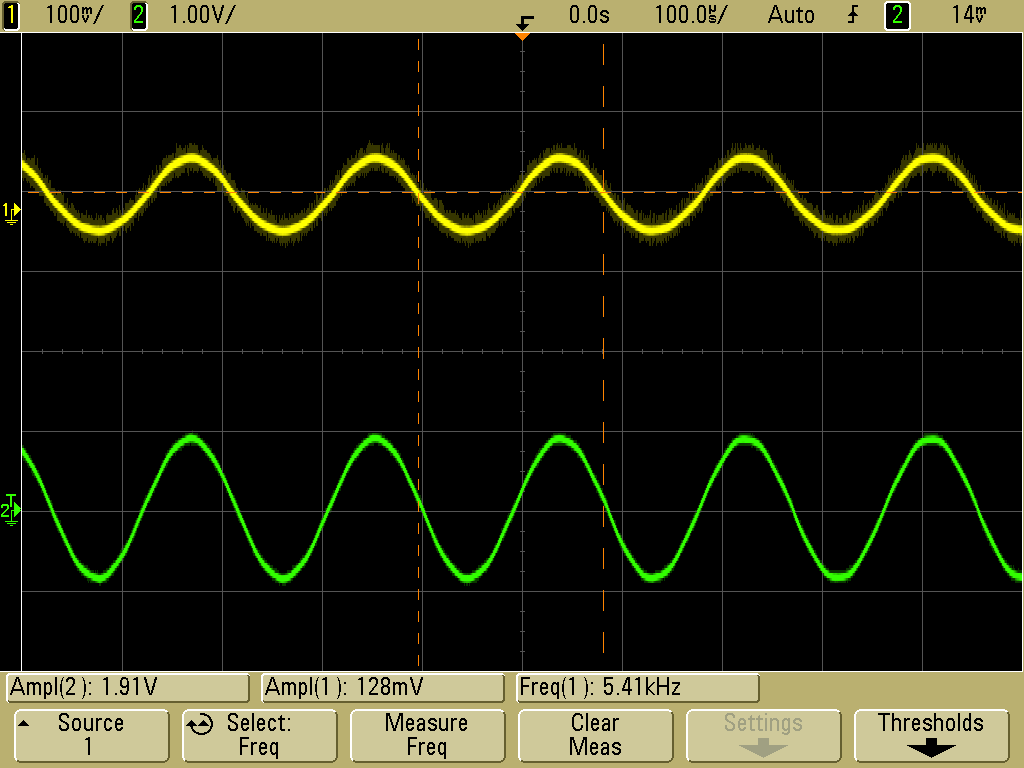 1 100mV/ 2 1.00V/ 0.0s 100.0µs/ Auto 2 14mV
1
T
2
Ampl(2): 1.91V Ampl(1): 128mV Freq(1): 5.41kHz
Source Select: Measure Clear Settings Thresholds
1 Freq Freq Meas